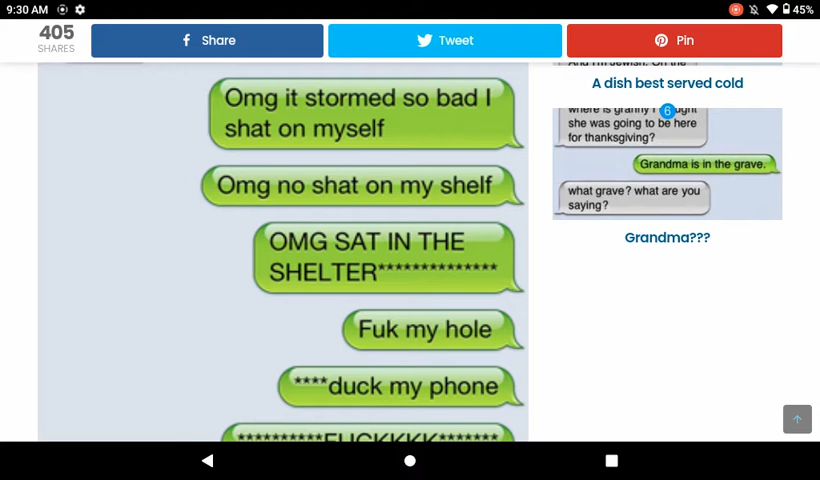 9:30 AM
45%
405
SHARES
Share
Tweet
Pin
Omg it stormed so bad I
shat on myself
Omg no shat on my shelf
OMG SAT IN THE
SHELTER**************
Fuk my hole
****duck my phone
**********FUCKKKK*******
And I'm Jewish. On the
A dish best served cold
where is granny I
6
she was going to be here
for thanksgiving?
Grandma is in the grave.
what grave? what are you
saying?
Grandma???